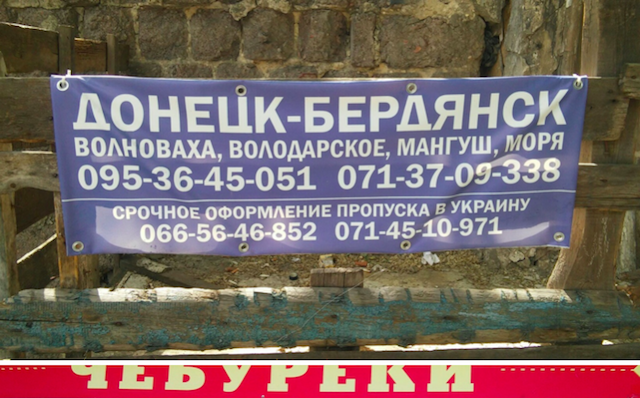 ДОНЕЦК-БЕРДЯНСК
ВОЛНОВАХА, ВОЛОДАРСКОЕ, МАНГУШ, МОРЯ
095-36-45-051 071-37-09-338
СРОЧНОЕ ОФОРМЛЕНИЕ ПРОПУСКА В УКРАИНУ
066-56-46-852 071-45-10-971
ЧЕБУРЕКИ